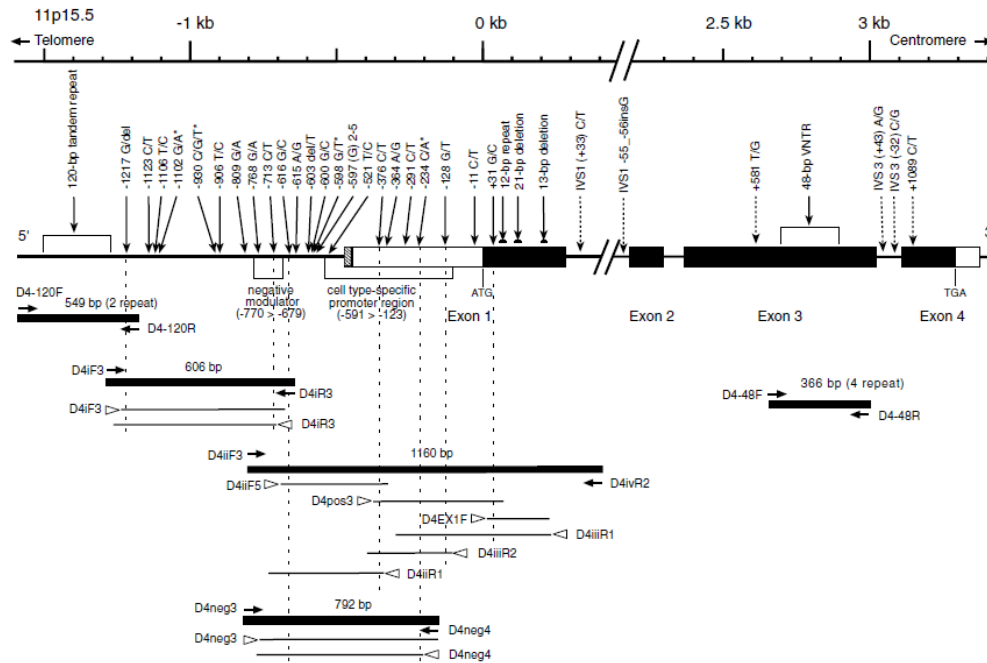 11p15.5
-1 kb
0 kb
2.5 kb
3 kb
Telomere
Centromere
120-bp tandem repeat
-1217 G/del
-1123 C/T
-1106 T/C
-1102 G/A*
-930 C/G/T*
-906 T/C
-809 G/A
-768 G/A
-713 C/T
-616 G/C
-615 A/G
-603 del/T
-600 G/C
-598 G/T*
-597 (G) 2-5
-521 T/C
-376 C/T
-364 A/G
-291 C/T
-234 C/A*
-128 G/T
-11 C/T
+31 G/C
12-bp repeat
21-bp deletion
13-bp deletion
IVS1 (+33) C/T
IVS1 -55_-56insG
+581 T/G
48-bp VNTR
IVS 3 (+43) A/G
IVS 3 (-32) C/G
+1089 C/T
5'
negative
modulator
(-770 > -679)
cell type-specific
promoter region
(-591 > -123)
ATG
TGA
Exon 1
Exon 2
Exon 3
Exon 4
D4-120F
549 bp (2 repeat)
D4-120R
D4iF3
606 bp
D4iR3
D4iF3
D4iR3
366 bp (4 repeat)
D4-48F
D4-48R
D4iiF3
1160 bp
D4ivR2
D4iiF5
D4pos3
D4EX1F
D4iiiR1
D4iiiR2
D4iiR1
D4neg3
792 bp
D4neg4
D4neg3
D4neg4